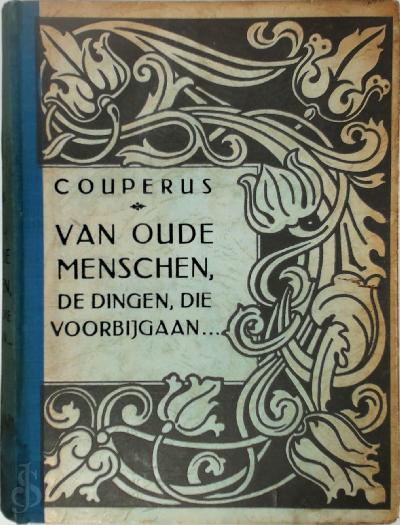 COUPERUS
VAN OUDE
MENSCHEN,
DE DINGEN, DIE
VOORBIJGAAN...